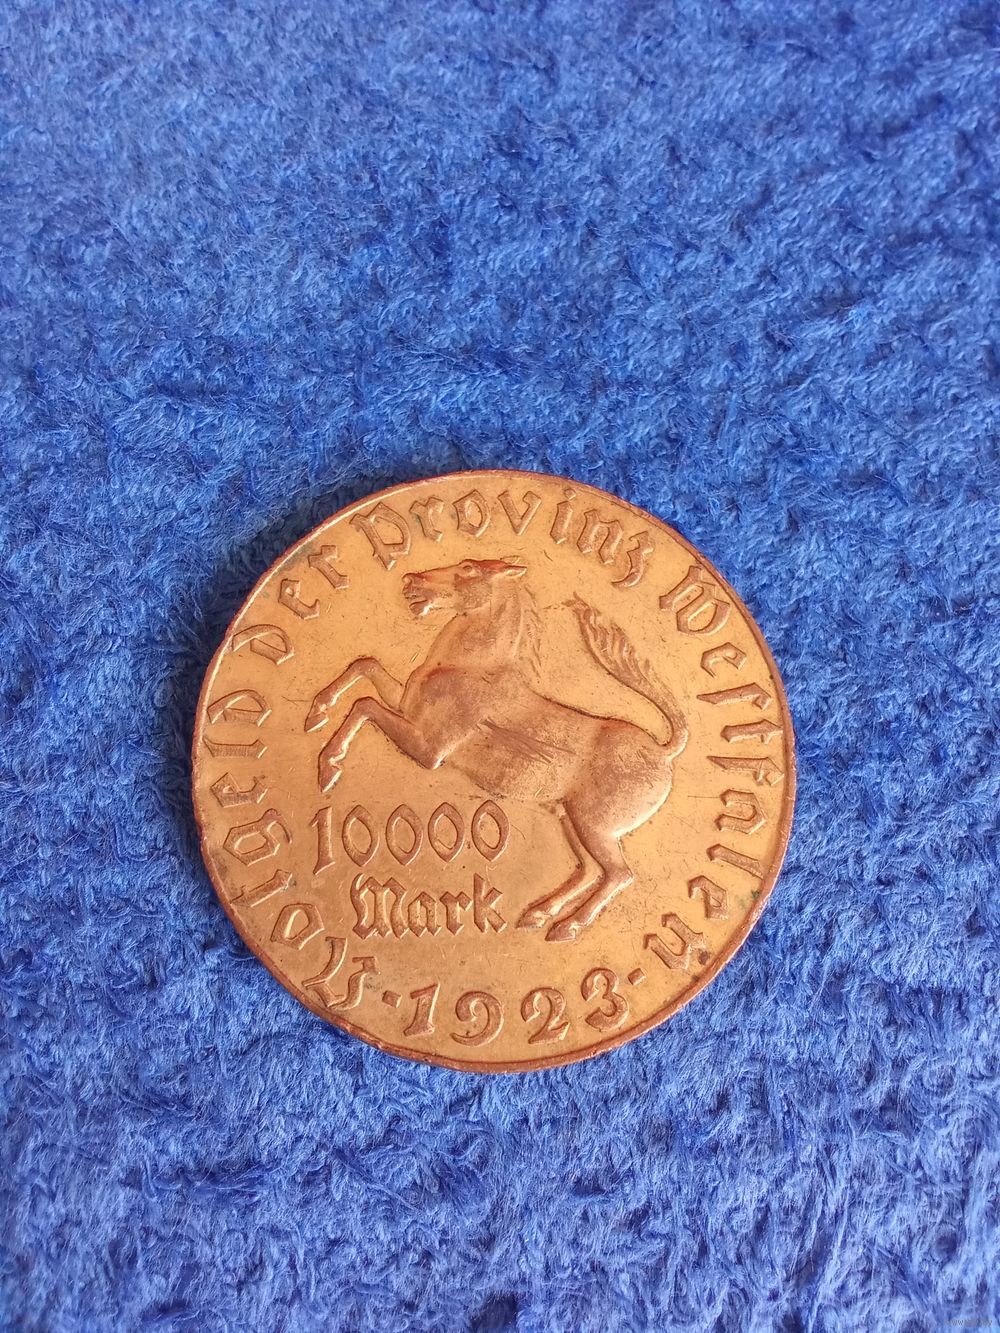 Notgeld der Provinz Westfalen
10000
Mark
·1923·